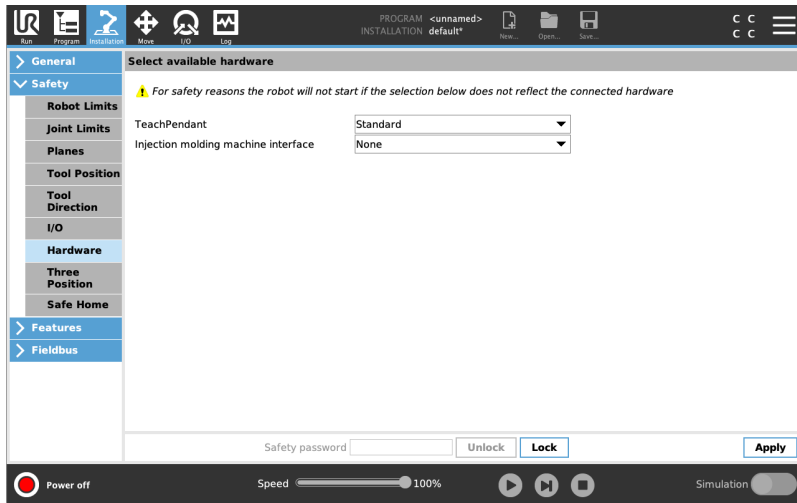 UR
PROGRAM <unnamed>
INSTALLATION default*
C C
C C
Run Program Installation Move I/O Log New... Open... Save...
General
Safety
Robot Limits
Joint Limits
Planes
Tool Position
Tool
Direction
I/O
Hardware
Three
Position
Safe Home
Features
Fieldbus
Select available hardware
! For safety reasons the robot will not start if the selection below does not reflect the connected hardware
TeachPendant Standard
Injection molding machine interface None
Safety password Unlock Lock Apply
Power off Speed 100% Simulation